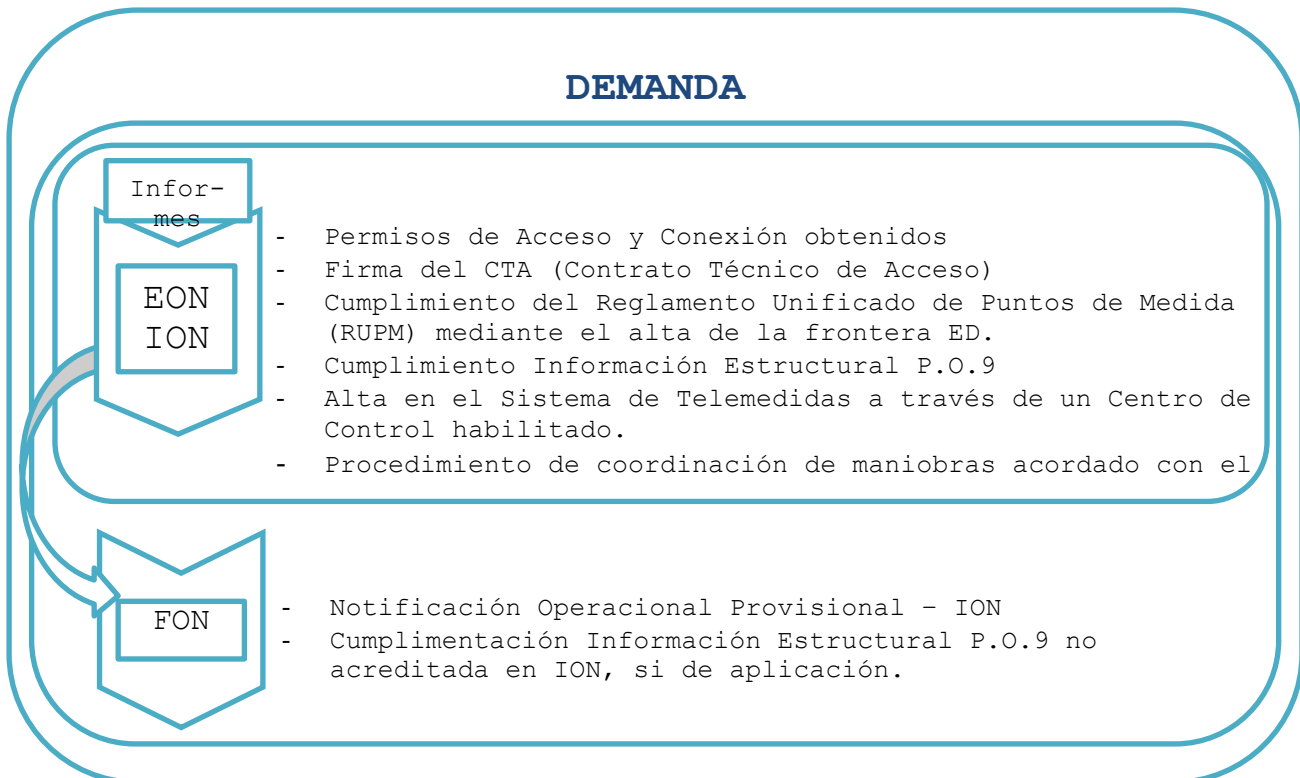 DEMANDA
Infor-
mes
EON
ION
- Permisos de Acceso y Conexión obtenidos
- Firma del CTA (Contrato Técnico de Acceso)
- Cumplimiento del Reglamento Unificado de Puntos de Medida
(RUPM) mediante el alta de la frontera ED.
- Cumplimiento Información Estructural P.O.9
- Alta en el Sistema de Telemedidas a través de un Centro de
Control habilitado.
- Procedimiento de coordinación de maniobras acordado con el
FON
- Notificación Operacional Provisional – ION
- Cumplimentación Información Estructural P.O.9 no
acreditada en ION, si de aplicación.